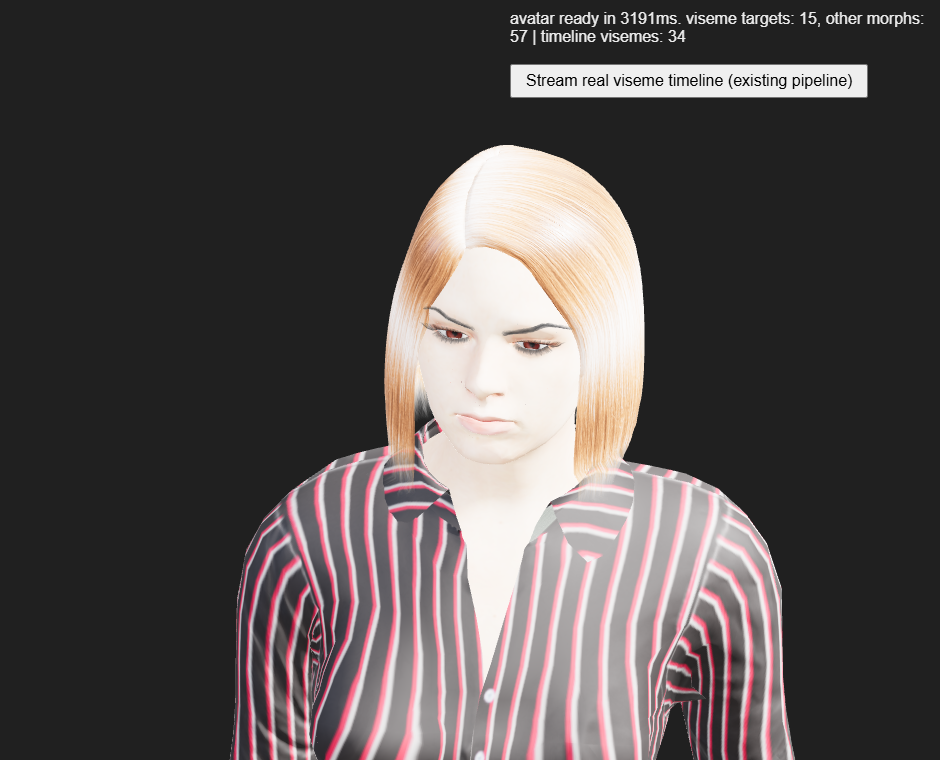 avatar ready in 3191ms. viseme targets: 15, other morphs:
57 | timeline visemes: 34
Stream real viseme timeline (existing pipeline)